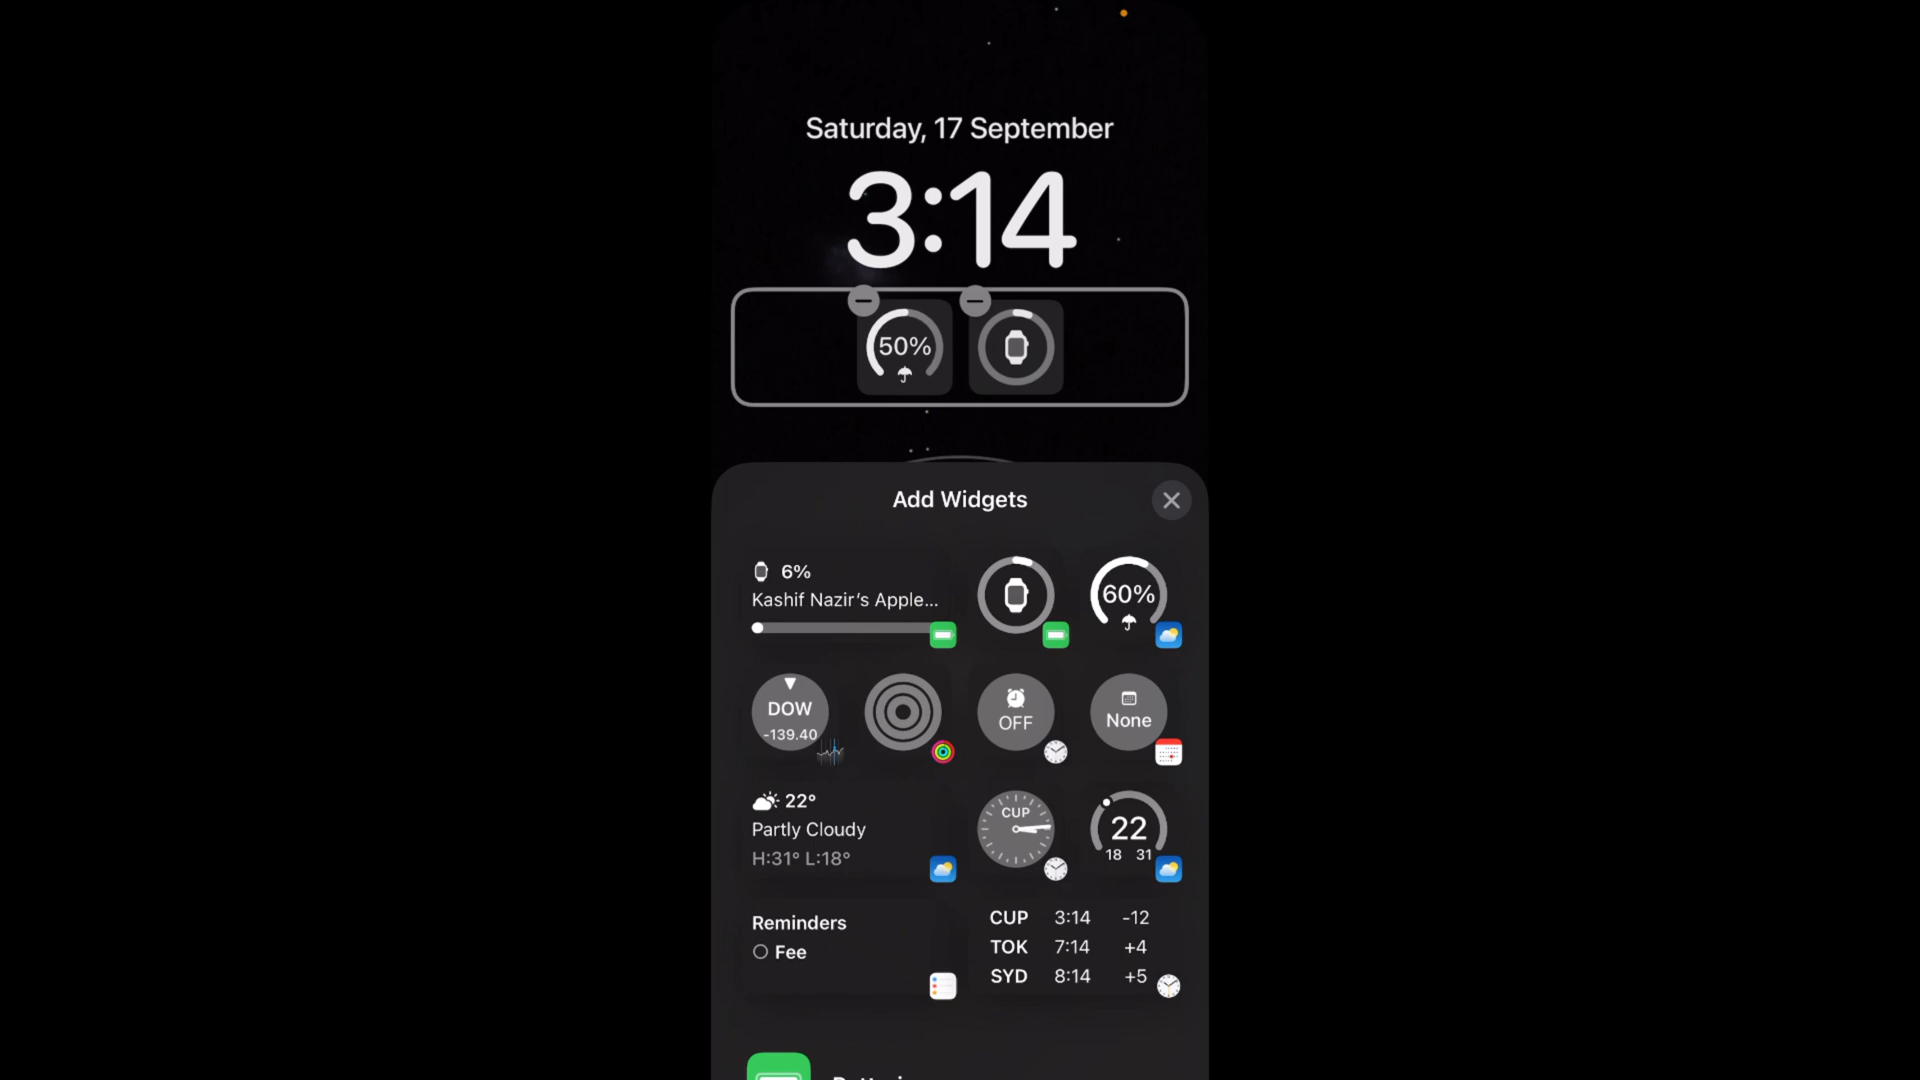 Saturday, 17 September
3:14
50%
Add Widgets
6%
Kashif Nazir's Apple...
60%
DOW
-139.40
OFF
None
22°
Partly Cloudy
H:31° L:18°
CUP
22
18 31
Reminders
Fee
CUP 3:14 -12
TOK 7:14 +4
SYD 8:14 +5